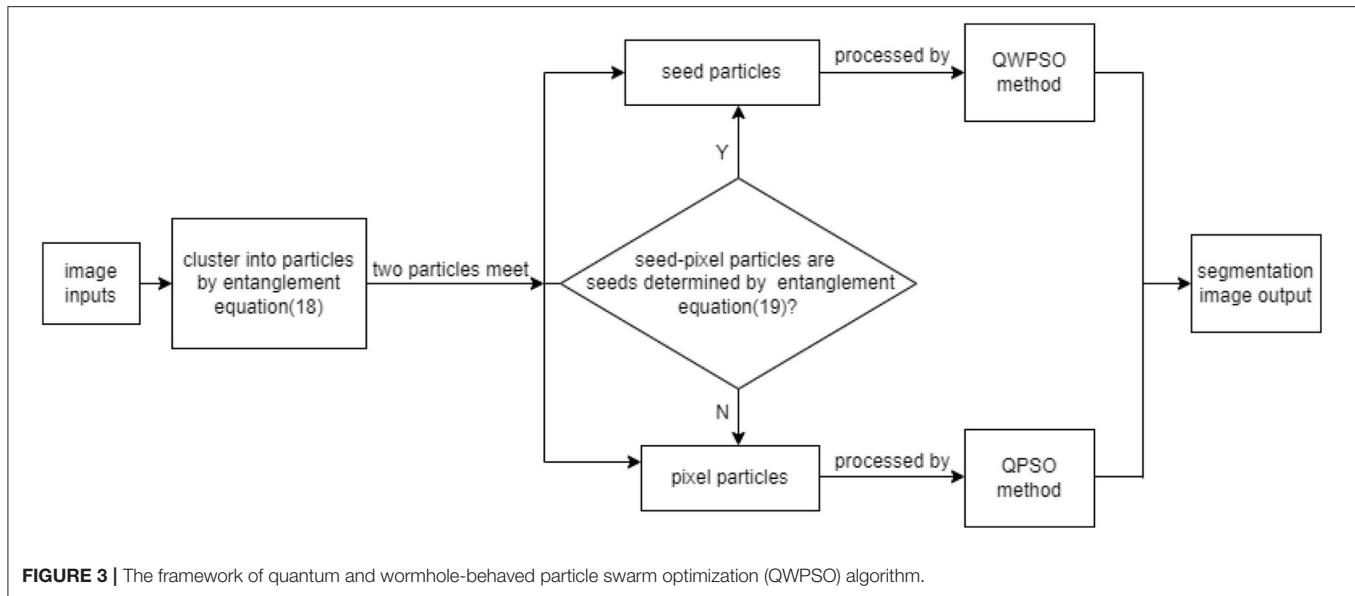 seed particles
processed by
QWPSO
method
Y
image
inputs
cluster into particles
by entanglement
equation(18)
two particles meet
seed-pixel particles are
seeds determined by entanglement
equation(19)?
segmentation
image output
N
pixel particles
processed by
QPSO
method
FIGURE 3 | The framework of quantum and wormhole-behaved particle swarm optimization (QWPSO) algorithm.